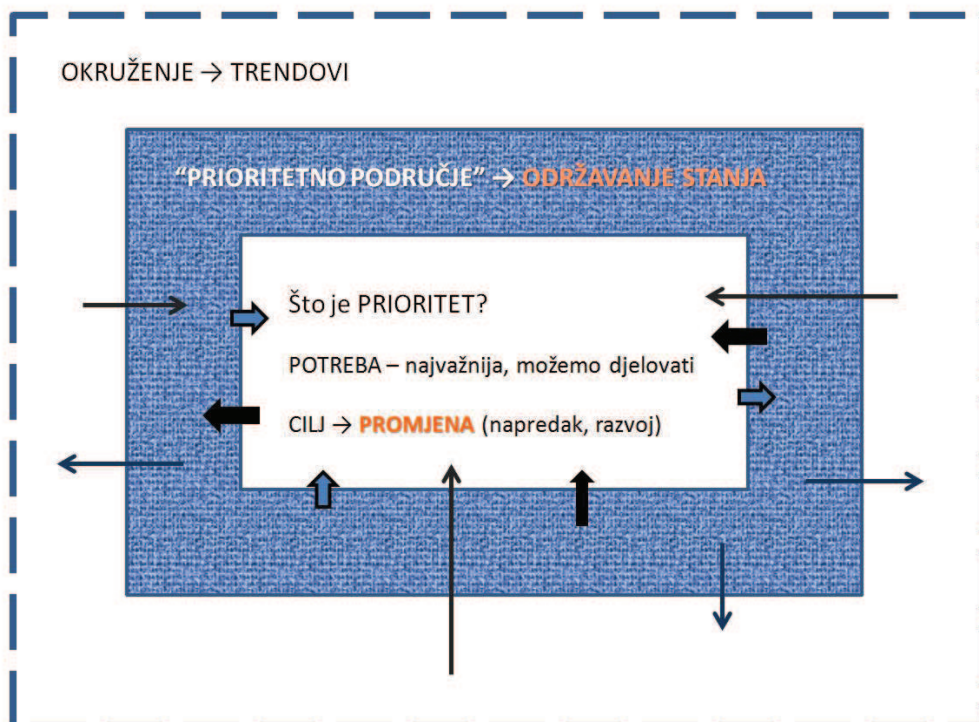 OKRUŽENJE → TRENDOVI
“PRIORITETNO PODRUČJE” → ODRŽAVANJE STANJA
Što je PRIORITET?
POTREBA – najvažnija, možemo djelovati
CILJ → PROMJENA (napredak, razvoj)